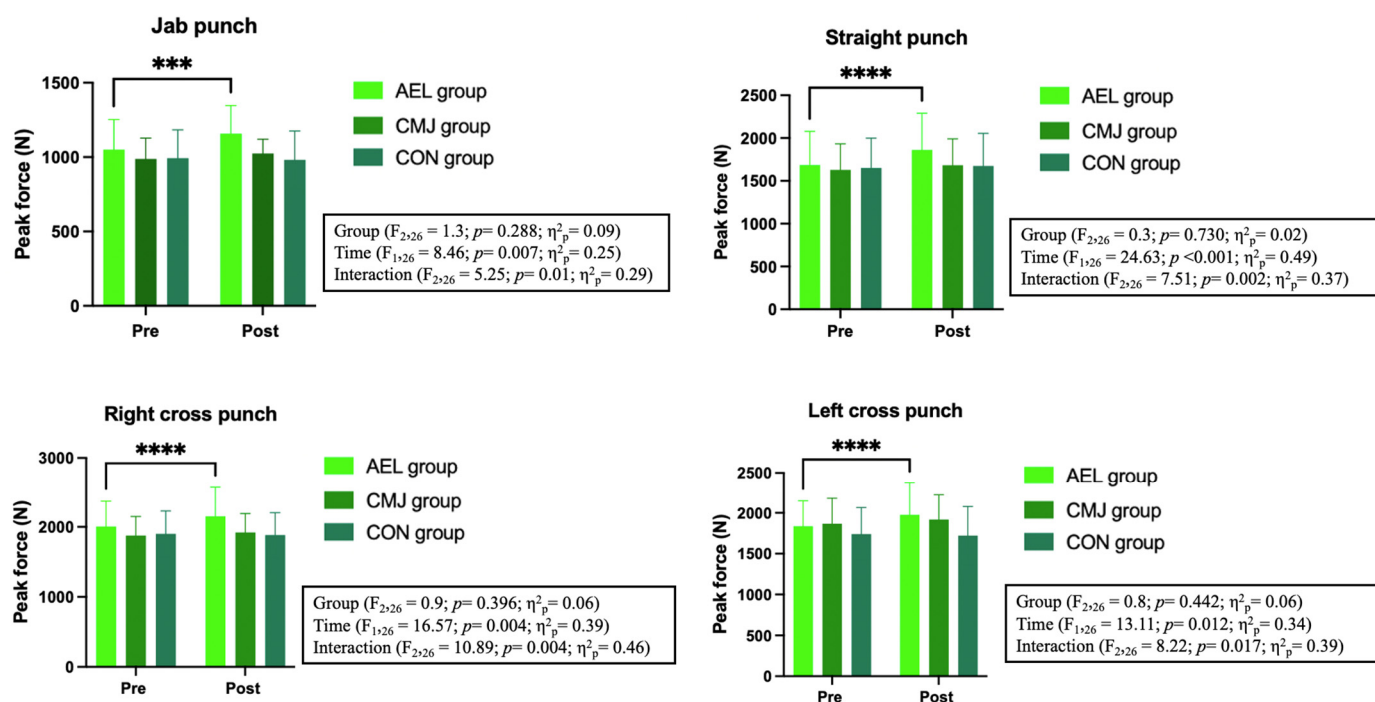 Jab punch
***
Peak force (N)
1500
1000
500
0
Pre
Post
AEL group
CMJ group
CON group
Group (F₂,₂₆ = 1.3; p= 0.288; η²ₚ= 0.09)
Time (F₁,₂₆ = 8.46; p= 0.007; η²ₚ= 0.25)
Interaction (F₂,₂₆ = 5.25; p= 0.01; η²ₚ= 0.29)
Straight punch
****
Peak force (N)
2500
2000
1500
1000
500
0
Pre
Post
AEL group
CMJ group
CON group
Group (F₂,₂₆ = 0.3; p= 0.730; η²ₚ= 0.02)
Time (F₁,₂₆ = 24.63; p <0.001; η²ₚ= 0.49)
Interaction (F₂,₂₆ = 7.51; p= 0.002; η²ₚ= 0.37)
Right cross punch
****
Peak force (N)
3000
2000
1000
0
Pre
Post
AEL group
CMJ group
CON group
Group (F₂,₂₆ = 0.9; p= 0.396; η²ₚ= 0.06)
Time (F₁,₂₆ = 16.57; p= 0.004; η²ₚ= 0.39)
Interaction (F₂,₂₆ = 10.89; p= 0.004; η²ₚ= 0.46)
Left cross punch
****
Peak force (N)
2500
2000
1500
1000
500
0
Pre
Post
AEL group
CMJ group
CON group
Group (F₂,₂₆ = 0.8; p= 0.442; η²ₚ= 0.06)
Time (F₁,₂₆ = 13.11; p= 0.012; η²ₚ= 0.34)
Interaction (F₂,₂₆ = 8.22; p= 0.017; η²ₚ= 0.39)